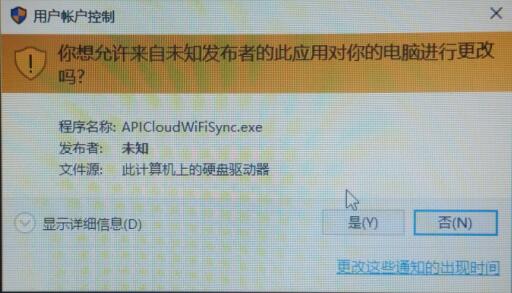 用户帐户控制
你想允许来自未知发布者的此应用对你的电脑进行更改
吗?
程序名称: APICloudWiFiSync.exe
发布者: 未知
文件源: 此计算机上的硬盘驱动器
显示详细信息(D)
是(Y)
否(N)
更改这些通知的出现时间